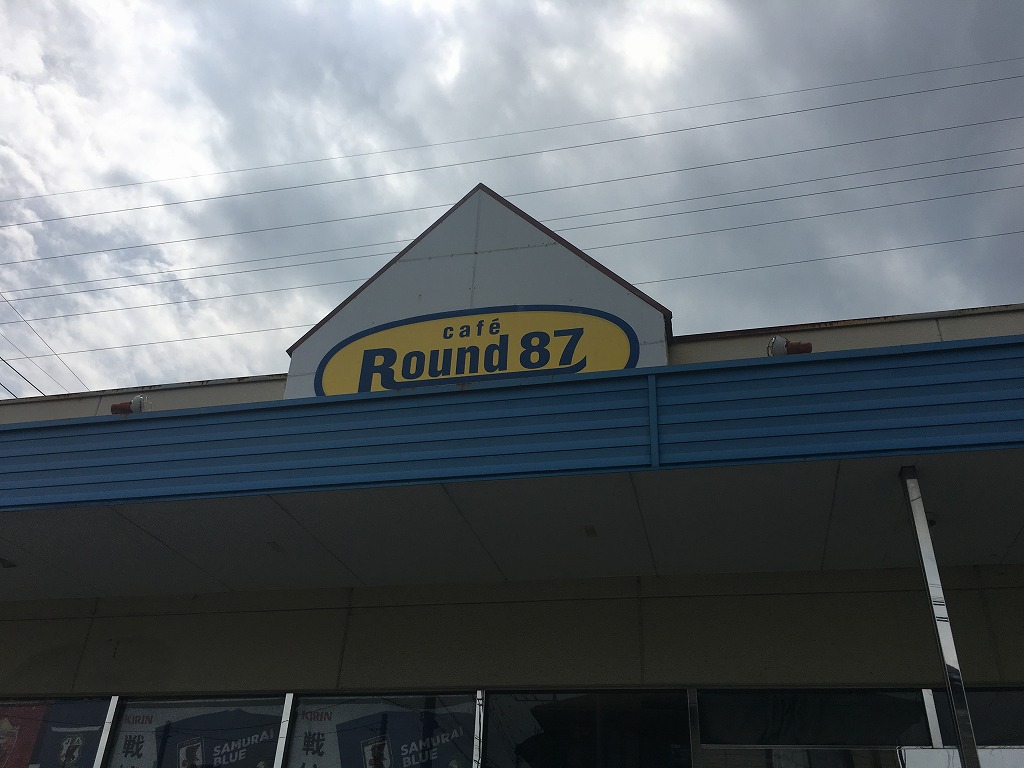 café
Round 87
KIRIN
戦
SAMURAI
BLUE
KIRIN
戦
SAMURAI
BLUE